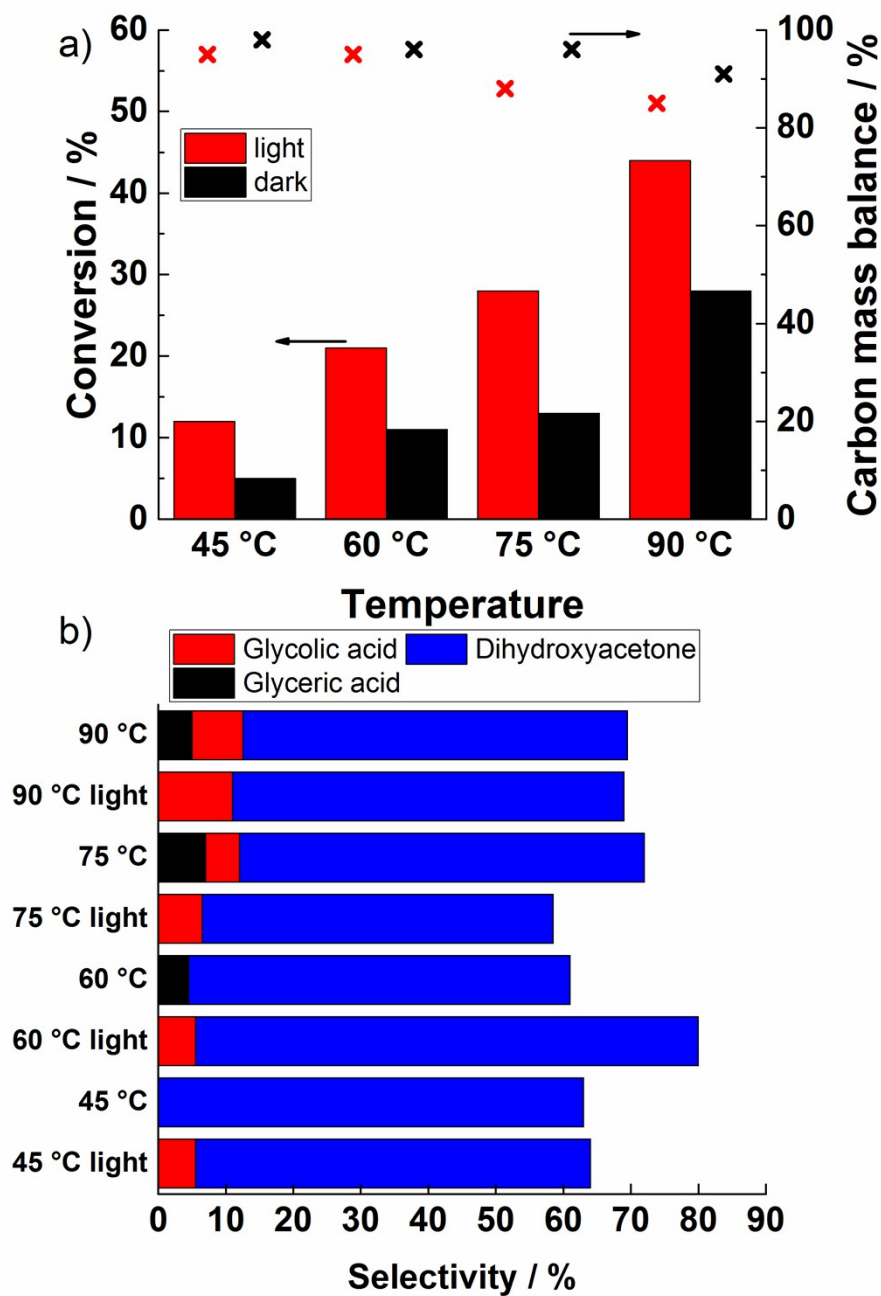 a)
Conversion / %
60
50
40
30
20
10
0
light
dark
100
80
60
40
20
0
Carbon mass balance / %
45 °C 60 °C 75 °C 90 °C
Temperature
b)
Glycolic acid Dihydroxyacetone
Glyceric acid
90 °C
90 °C light
75 °C
75 °C light
60 °C
60 °C light
45 °C
45 °C light
0 10 20 30 40 50 60 70 80 90
Selectivity / %